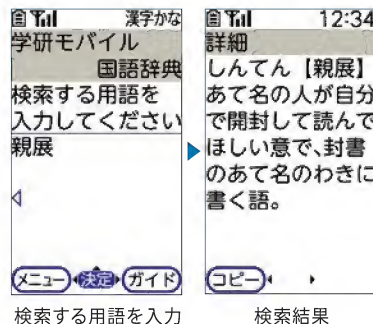 漢字かな
学研モバイル
国語辞典
検索する用語を
入力してください
親展
メニュー 決定 ガイド
検索する用語を入力
12:34
詳細
しんてん【親展】
あて名の人が自分
で開封して読んで
ほしい意で、封書
のあて名のわきに
書く語。
コピー
検索結果